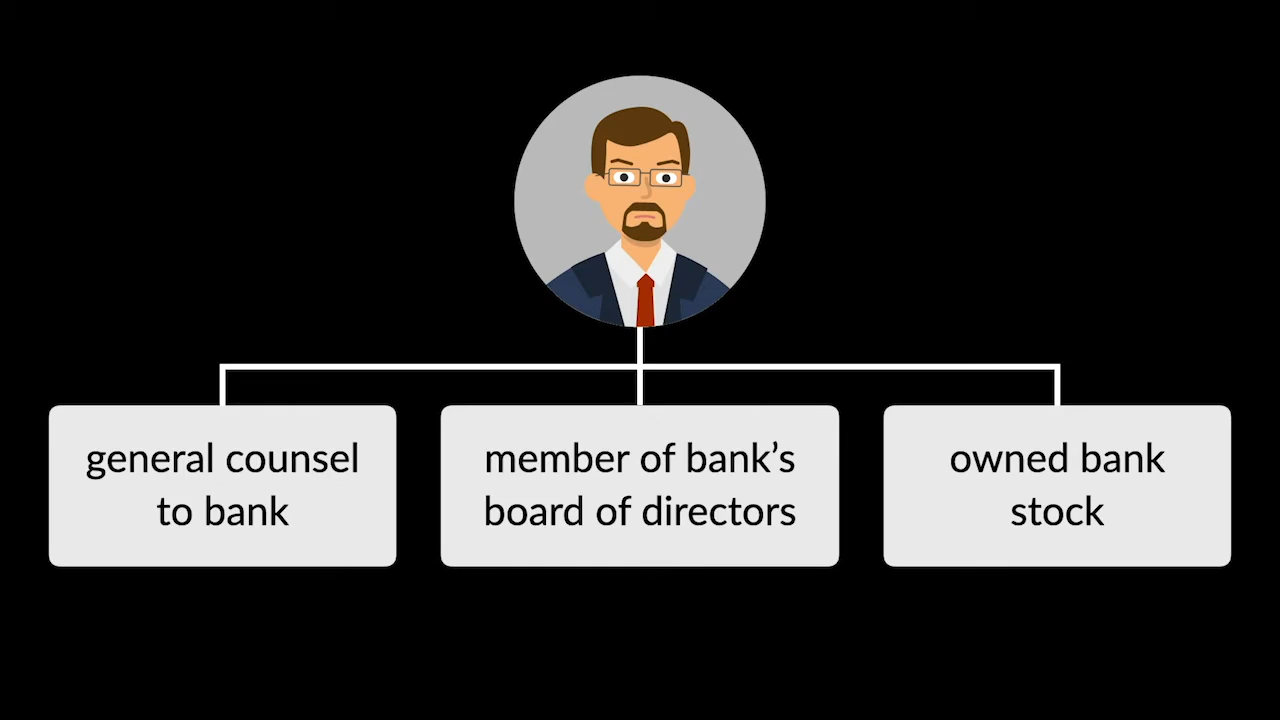 general counsel
to bank
member of bank’s
board of directors
owned bank
stock